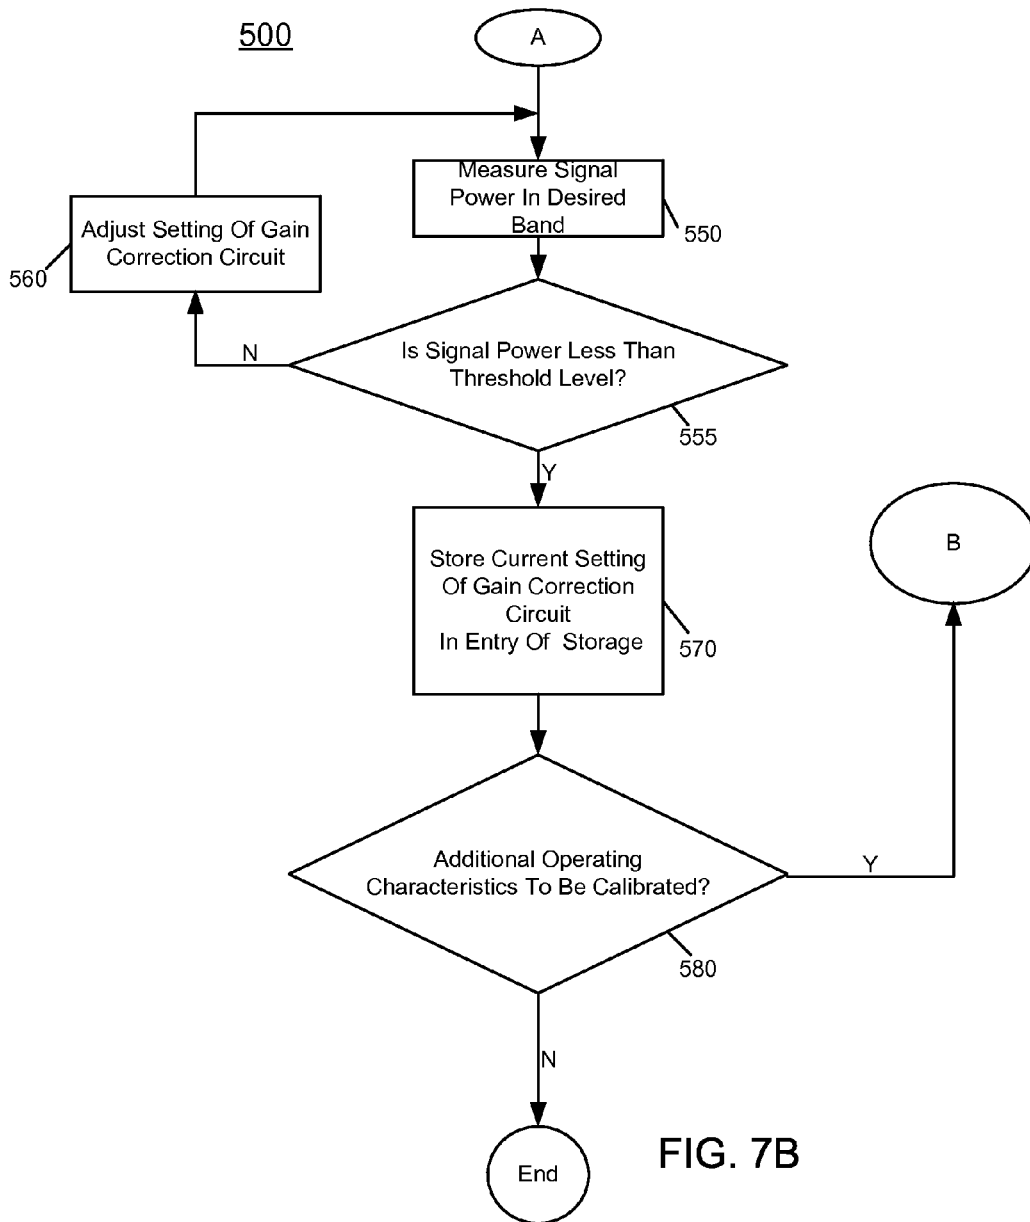 500
A
Measure Signal
Power In Desired
Band
550
Adjust Setting Of Gain
Correction Circuit
560
N
Is Signal Power Less Than
Threshold Level?
555
Y
Store Current Setting
Of Gain Correction
Circuit
In Entry Of Storage
570
B
Additional Operating
Characteristics To Be Calibrated?
Y
580
N
End
FIG. 7B